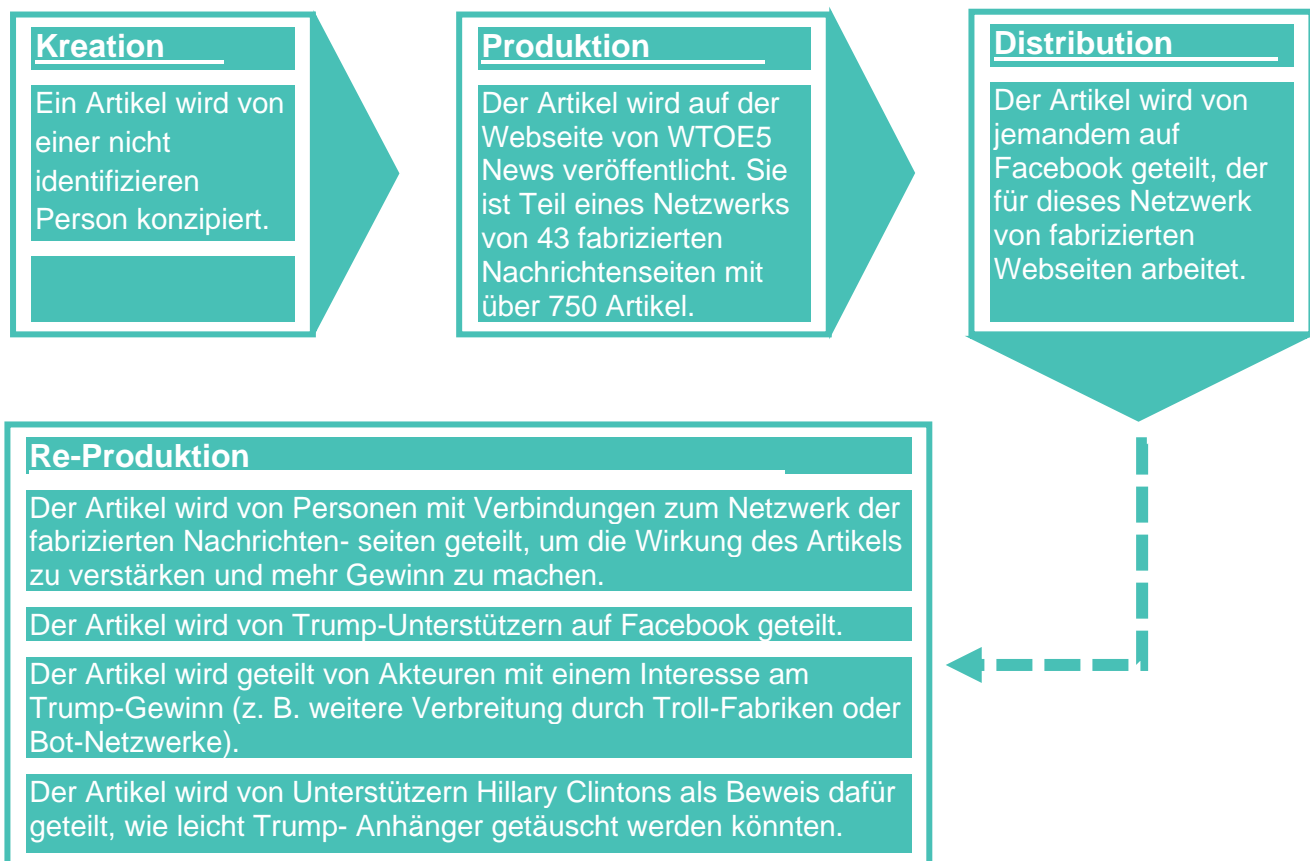 Kreation
Ein Artikel wird von
einer nicht
identifizieren
Person konzipiert.
Produktion
Der Artikel wird auf der
Webseite von WTOE5
News veröffentlicht. Sie
ist Teil eines Netzwerks
von 43 fabrizierten
Nachrichtenseiten mit
über 750 Artikel.
Distribution
Der Artikel wird von
jemandem auf
Facebook geteilt, der
für dieses Netzwerk
von fabrizierten
Webseiten arbeitet.
Re-Produktion
Der Artikel wird von Personen mit Verbindungen zum Netzwerk der
fabrizierten Nachrichten- seiten geteilt, um die Wirkung des Artikels
zu verstärken und mehr Gewinn zu machen.
Der Artikel wird von Trump-Unterstützern auf Facebook geteilt.
Der Artikel wird geteilt von Akteuren mit einem Interesse am
Trump-Gewinn (z. B. weitere Verbreitung durch Troll-Fabriken oder
Bot-Netzwerke).
Der Artikel wird von Unterstützern Hillary Clintons als Beweis dafür
geteilt, wie leicht Trump- Anhänger getäuscht werden könnten.